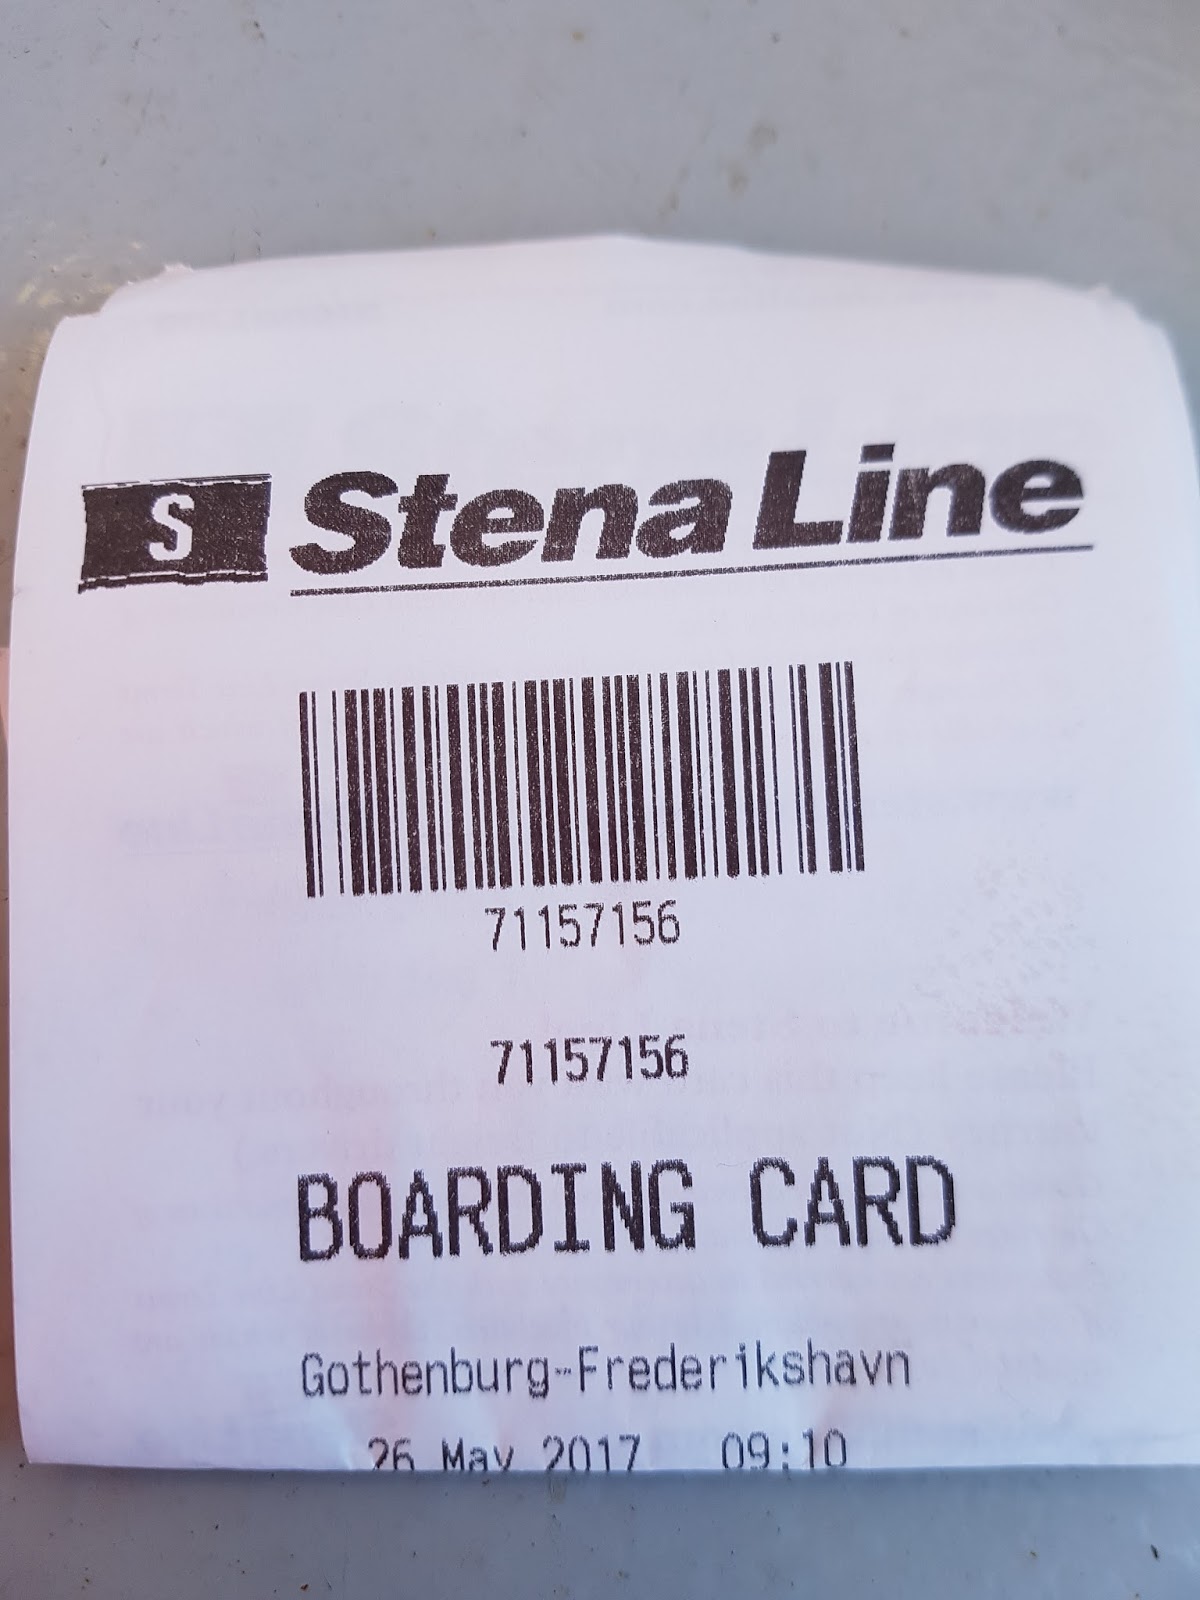 S Stena Line
71157156
71157156
BOARDING CARD
Gothenburg-Frederikshavn
26 May 2017 09:10